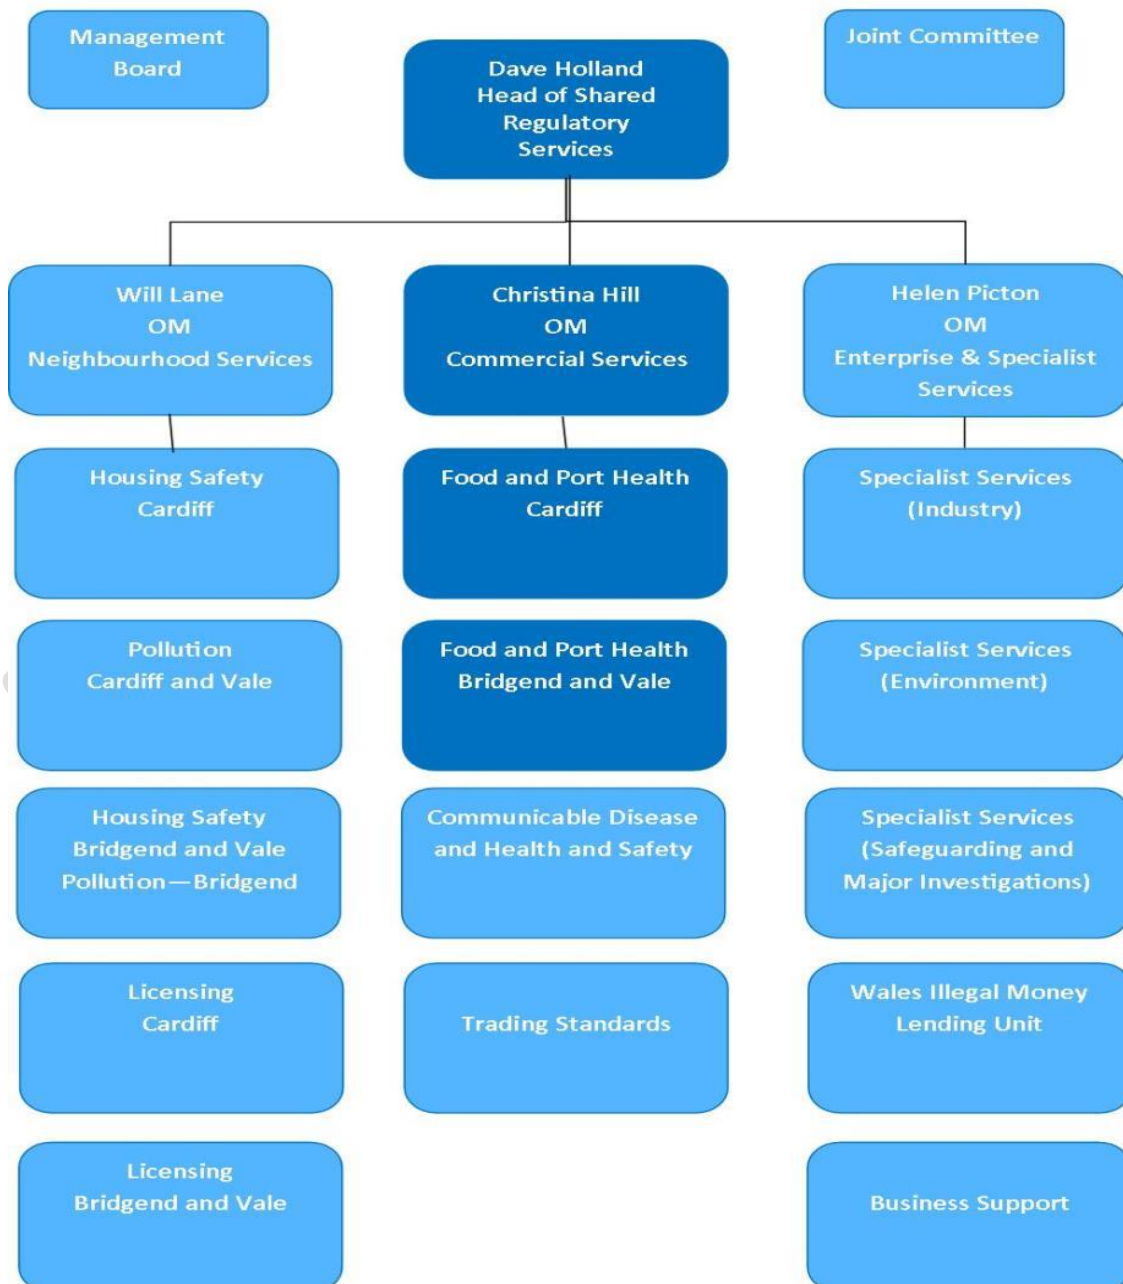 Management
Board
Joint Committee
Dave Holland
Head of Shared
Regulatory
Services
Will Lane
OM
Neighbourhood Services
Christina Hill
OM
Commercial Services
Helen Picton
OM
Enterprise & Specialist
Services
Housing Safety
Cardiff
Food and Port Health
Cardiff
Specialist Services
(Industry)
Pollution
Cardiff and Vale
Food and Port Health
Bridgend and Vale
Specialist Services
(Environment)
Housing Safety
Bridgend and Vale
Pollution—Bridgend
Communicable Disease
and Health and Safety
Specialist Services
(Safeguarding and
Major Investigations)
Licensing
Cardiff
Trading Standards
Wales Illegal Money
Lending Unit
Licensing
Bridgend and Vale
Business Support